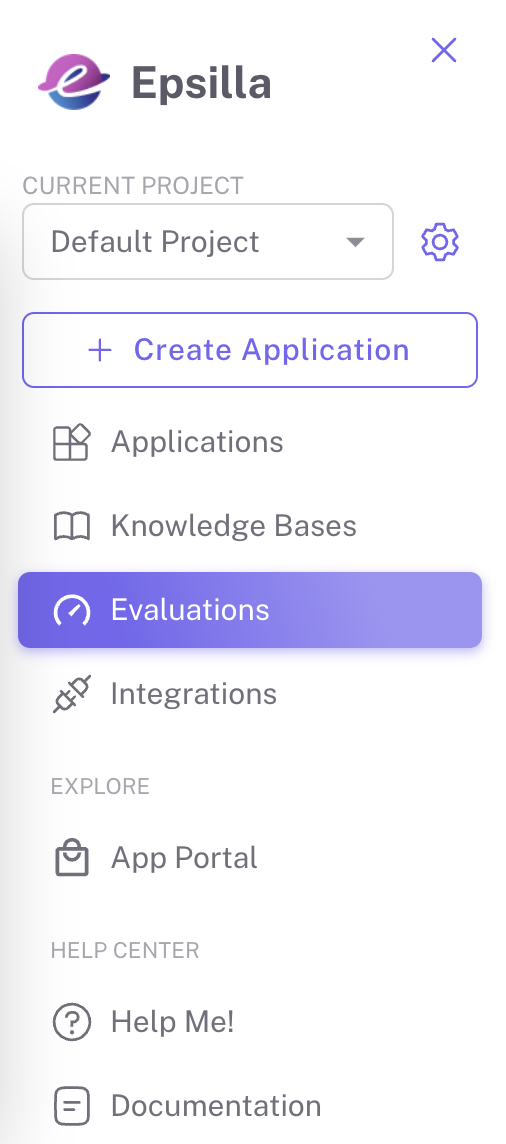 Epsilla
CURRENT PROJECT
Default Project
Create Application
Applications
Knowledge Bases
Evaluations
Integrations
EXPLORE
App Portal
HELP CENTER
Help Me!
Documentation